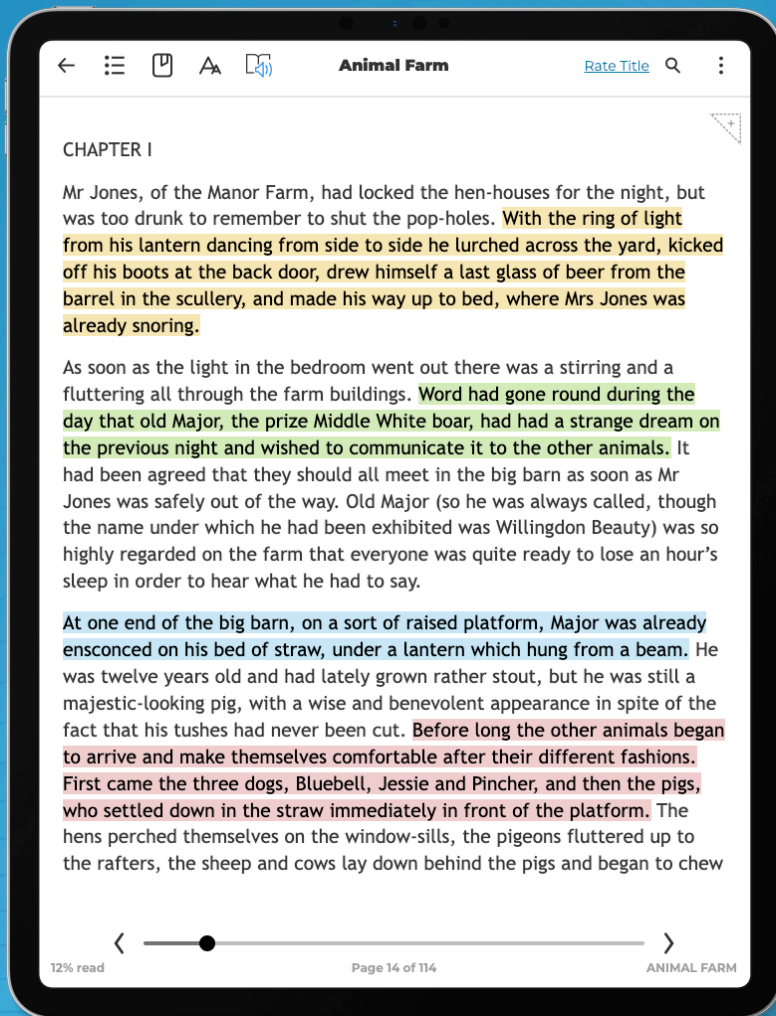 Animal Farm
Rate Title
CHAPTER I
Mr Jones, of the Manor Farm, had locked the hen-houses for the night, but
was too drunk to remember to shut the pop-holes. With the ring of light
from his lantern dancing from side to side he lurched across the yard, kicked
off his boots at the back door, drew himself a last glass of beer from the
barrel in the scullery, and made his way up to bed, where Mrs Jones was
already snoring.
As soon as the light in the bedroom went out there was a stirring and a
fluttering all through the farm buildings. Word had gone round during the
day that old Major, the prize Middle White boar, had had a strange dream on
the previous night and wished to communicate it to the other animals. It
had been agreed that they should all meet in the big barn as soon as Mr
Jones was safely out of the way. Old Major (so he was always called, though
the name under which he had been exhibited was Willingdon Beauty) was so
highly regarded on the farm that everyone was quite ready to lose an hour’s
sleep in order to hear what he had to say.
At one end of the big barn, on a sort of raised platform, Major was already
ensconced on his bed of straw, under a lantern which hung from a beam. He
was twelve years old and had lately grown rather stout, but he was still a
majestic-looking pig, with a wise and benevolent appearance in spite of the
fact that his tushes had never been cut. Before long the other animals began
to arrive and make themselves comfortable after their different fashions.
First came the three dogs, Bluebell, Jessie and Pincher, and then the pigs,
who settled down in the straw immediately in front of the platform. The
hens perched themselves on the window-sills, the pigeons fluttered up to
the rafters, the sheep and cows lay down behind the pigs and began to chew
12% read
Page 14 of 114
ANIMAL FARM